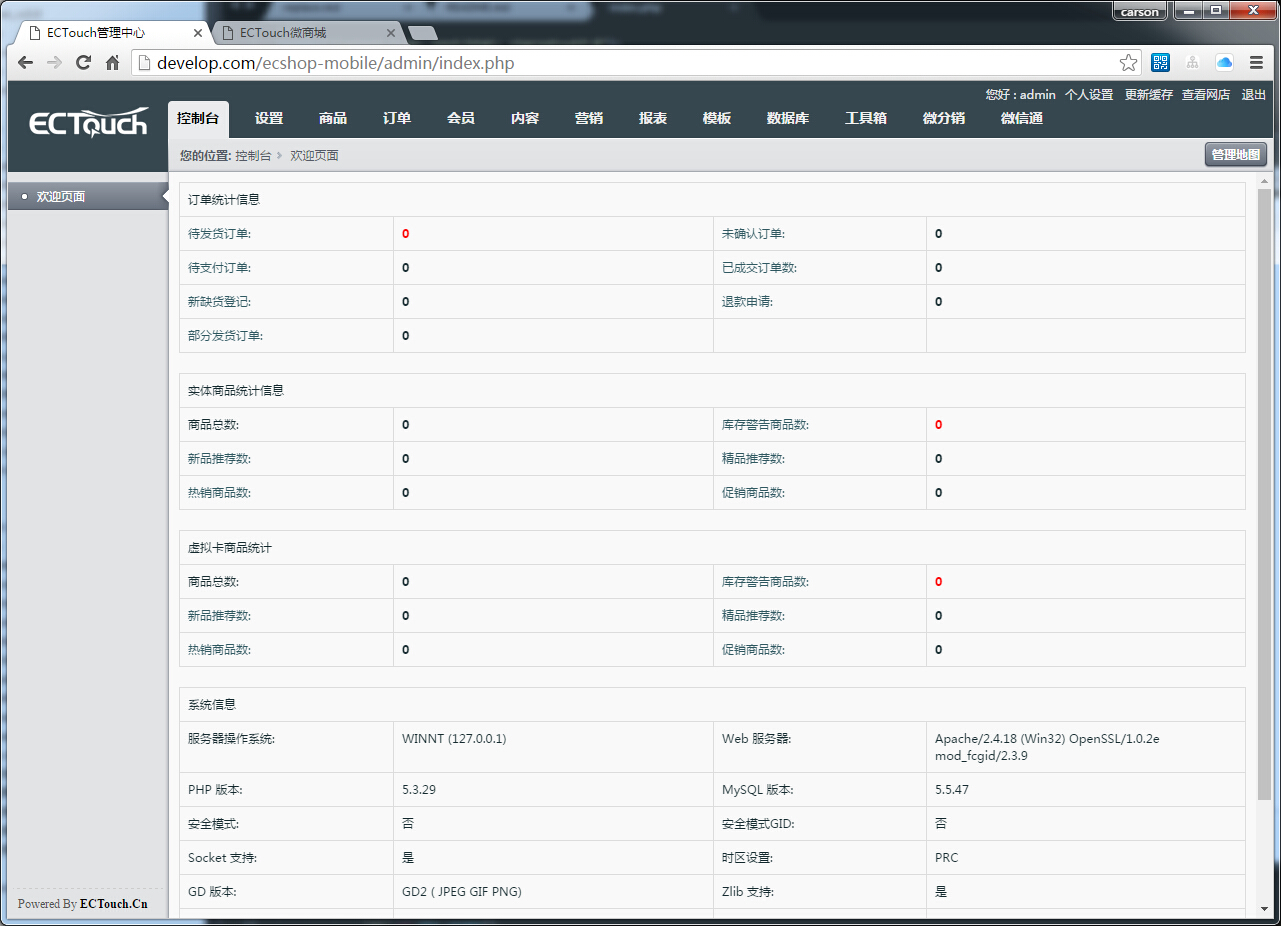 carson
ECTouch管理中心
ECTouch微商城
develop.com/ecshop-mobile/admin/index.php
您好 : admin 个人设置 更新缓存 查看网店 退出
ECTouch
控制台 设置 商品 订单 会员 内容 营销 报表 模板 数据库 工具箱 微分销 微信通
您的位置: 控制台 欢迎页面
管理地图
欢迎页面
订单统计信息
待发货订单: 0 未确认订单: 0
待支付订单: 0 已成交订单数: 0
新缺货登记: 0 退款申请: 0
部分发货订单: 0
实体商品统计信息
商品总数: 0 库存警告商品数: 0
新品推荐数: 0 精品推荐数: 0
热销商品数: 0 促销商品数: 0
虚拟卡商品统计
商品总数: 0 库存警告商品数: 0
新品推荐数: 0 精品推荐数: 0
热销商品数: 0 促销商品数: 0
系统信息
服务器操作系统: WINNT (127.0.0.1) Web 服务器: Apache/2.4.18 (Win32) OpenSSL/1.0.2e
mod_fcgid/2.3.9
PHP 版本: 5.3.29 MySQL 版本: 5.5.47
安全模式: 否 安全模式GID: 否
Socket 支持: 是 时区设置: PRC
GD 版本: GD2 ( JPEG GIF PNG) Zlib 支持: 是
Powered By ECTouch.Cn